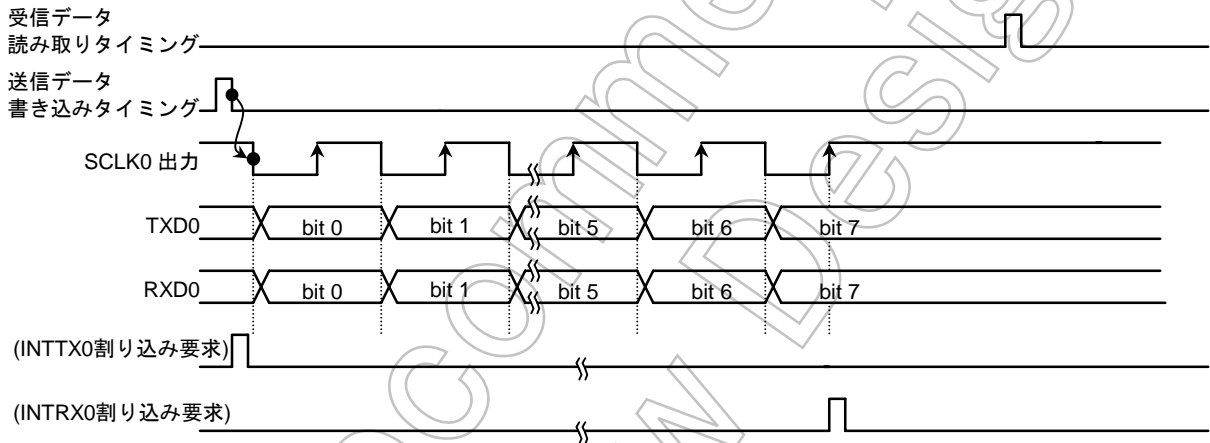 受信データ
読み取りタイミング
送信データ
書き込みタイミング
SCLK0 出力
TXD0 bit 0 bit 1 bit 5 bit 6 bit 7
RXD0 bit 0 bit 1 bit 5 bit 6 bit 7
(INTTX0割り込み要求)
(INTRX0割り込み要求)